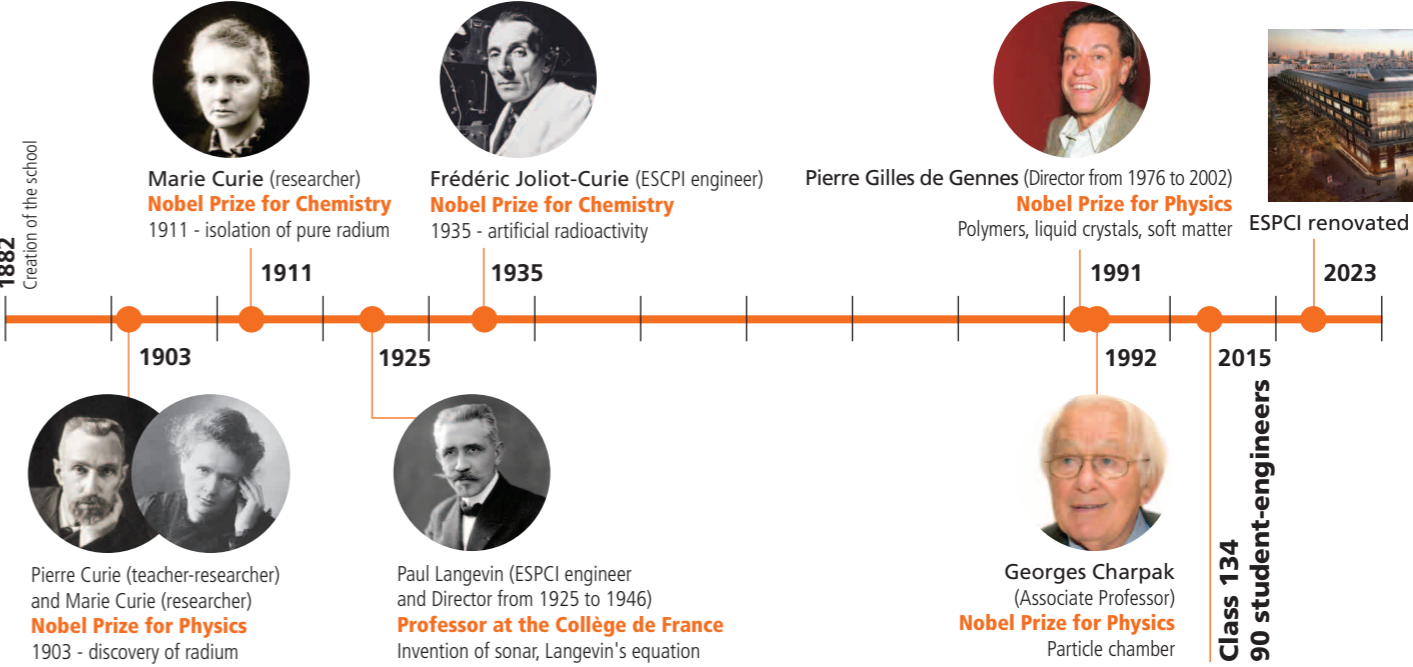 1882
Creation of the school
Marie Curie (researcher)
Nobel Prize for Chemistry
1911 - isolation of pure radium
1911
Frédéric Joliot-Curie (ESCPI engineer)
Nobel Prize for Chemistry
1935 - artificial radioactivity
1935
Pierre Gilles de Gennes (Director from 1976 to 2002)
Nobel Prize for Physics
Polymers, liquid crystals, soft matter
1991
ESPCI renovated
2023
1903
Pierre Curie (teacher-researcher)
and Marie Curie (researcher)
Nobel Prize for Physics
1903 - discovery of radium
1925
Paul Langevin (ESPCI engineer
and Director from 1925 to 1946)
Professor at the Collège de France
Invention of sonar, Langevin's equation
1992
Georges Charpak
(Associate Professor)
Nobel Prize for Physics
Particle chamber
2015
Class 134
90 student-engineers